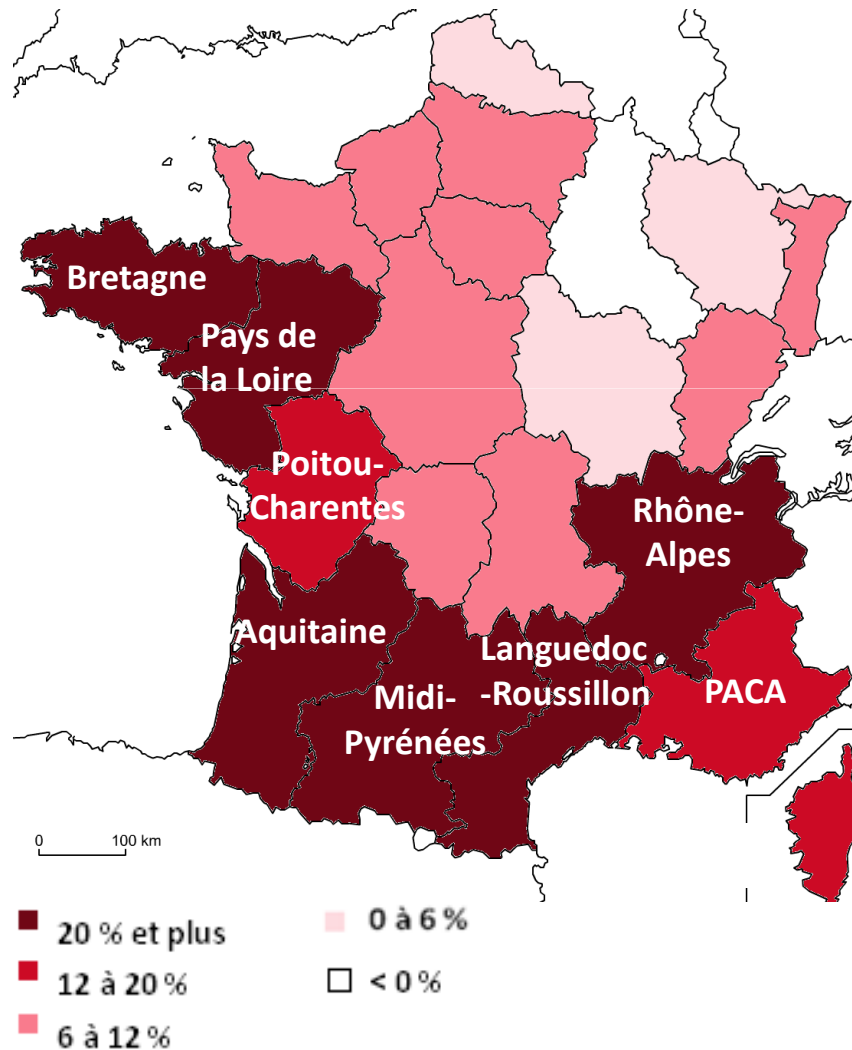 Bretagne
Pays de
la Loire
Poitou-
Charentes
Rhône-
Alpes
Aquitaine
Languedoc
-Roussillon
Midi-
Pyrénées
PACA
0 100 km
20 % et plus
12 à 20 %
6 à 12 %
0 à 6 %
< 0 %